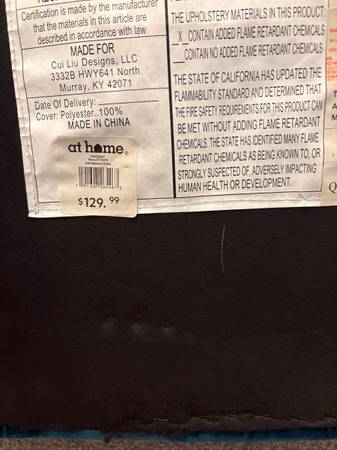 Certification is made by the manufacturer
that the materials in this article are
described in accordance with law
MADE FOR
Cui Liu Designs, LLC
3332B HWY641 North
Murray, KY 42071
Date Of Delivery:
Cover: Polyester..100%
MADE IN CHINA
at home
$129.99
THE UPHOLSTERY MATERIALS IN THIS PRODUCT:
X CONTAIN ADDED FLAME RETARDANT CHEMICALS
CONTAIN NO ADDED FLAME RETARDANT CHEMICALS
THE STATE OF CALIFORNIA HAS UPDATED THE
FLAMMABILITY STANDARD AND DETERMINED THAT
THE FIRE SAFETY REQUIREMENTS FOR THIS PRODUCT CAN
BE MET WITHOUT ADDING FLAME RETARDANT
CHEMICALS. THE STATE HAS IDENTIFIED MANY FLAME
RETARDANT CHEMICALS AS BEING KNOWN TO, OR
STRONGLY SUSPECTED OF, ADVERSELY IMPACTING
HUMAN HEALTH OR DEVELOPMENT.